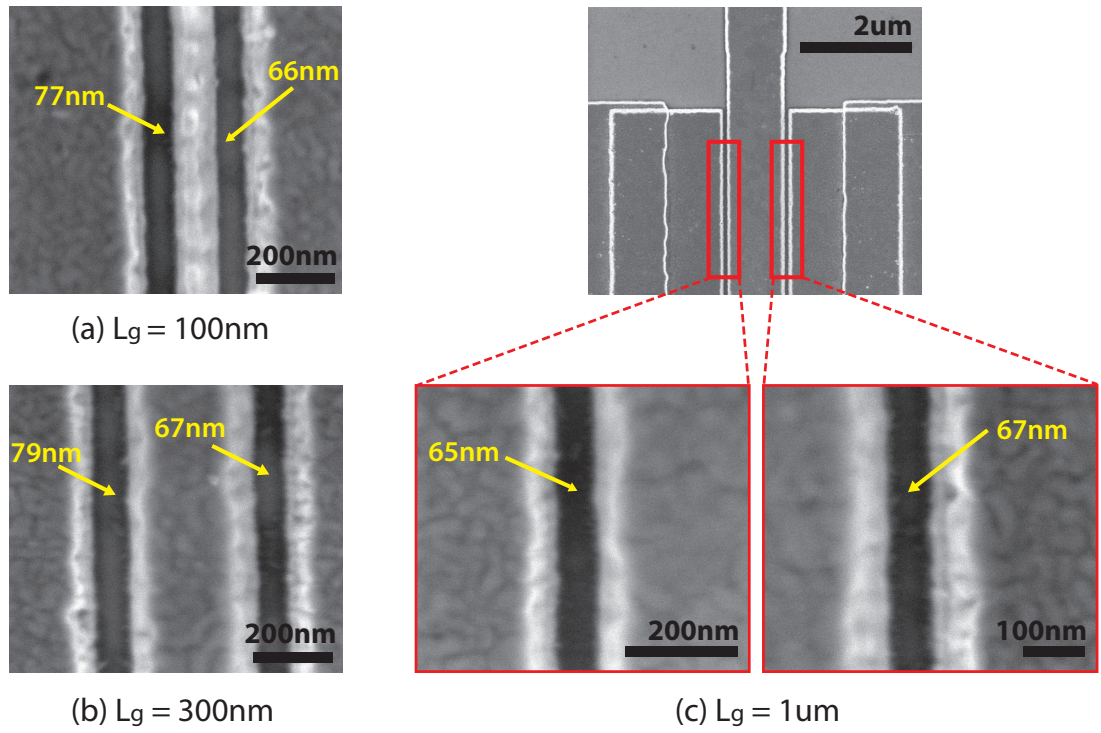 77nm
66nm
200nm
(a) Lg = 100nm
2um
79nm
67nm
200nm
(b) Lg = 300nm
65nm
200nm
67nm
100nm
(c) Lg = 1um